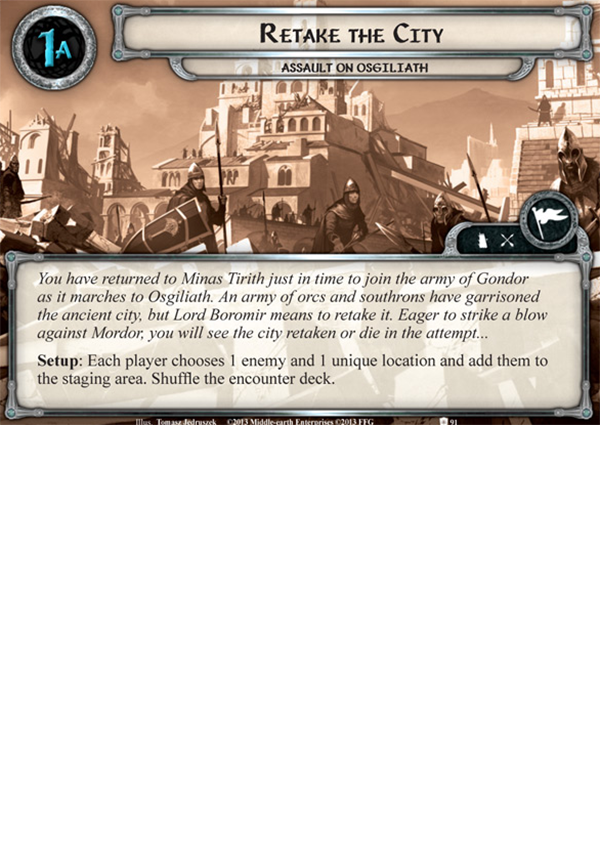 1A
RETAKE THE CITY
ASSAULT ON OSGILIATH
You have returned to Minas Tirith just in time to join the army of Gondor
as it marches to Osgiliath. An army of orcs and southrons have garrisoned
the ancient city, but Lord Boromir means to retake it. Eager to strike a blow
against Mordor, you will see the city retaken or die in the attempt...
Setup: Each player chooses 1 enemy and 1 unique location and add them to
the staging area. Shuffle the encounter deck.
Illus. Tomasz Jedruszek ©2013 Middle-earth Enterprises ©2013 FFG 91